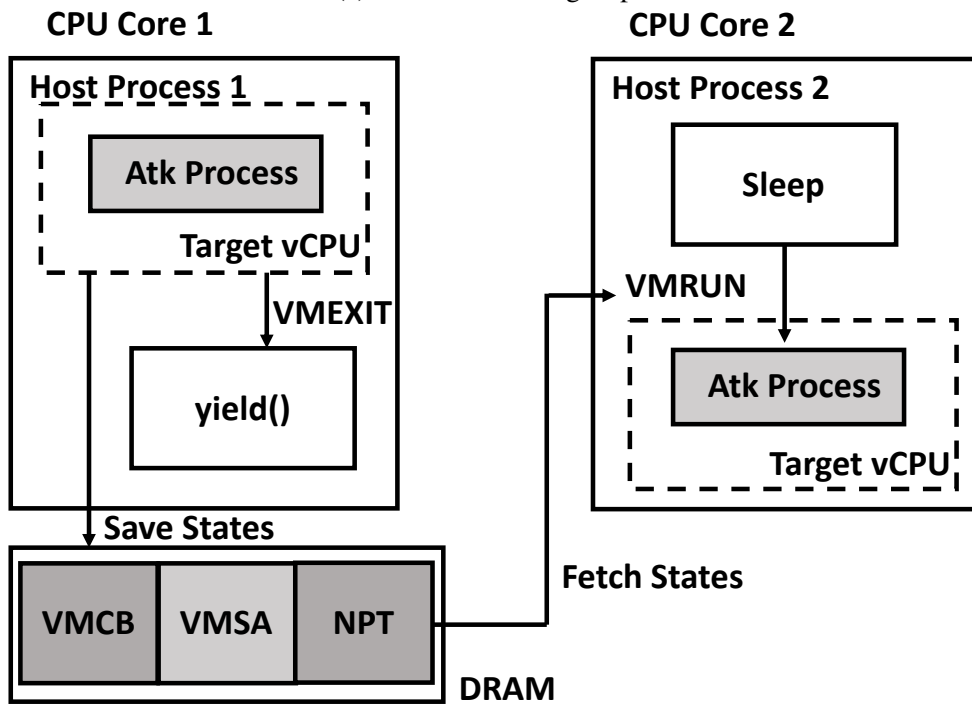 CPU Core 1
CPU Core 2
Host Process 1
Atk Process
Target vCPU
VMEXIT
yield()
Host Process 2
Sleep
VMRUN
Atk Process
Target vCPU
Save States
VMCB
VMSA
NPT
Fetch States
DRAM